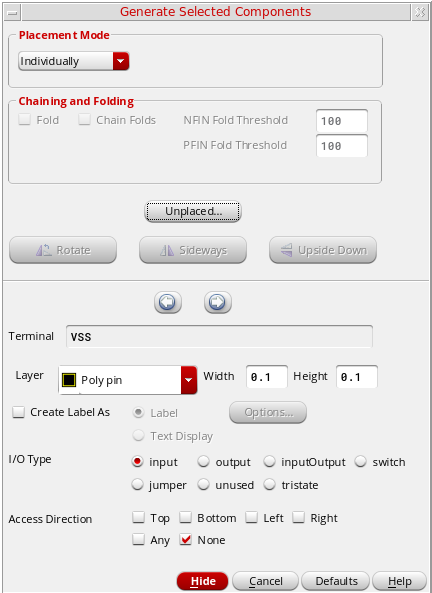 Generate Selected Components
Placement Mode
Individually
Chaining and Folding
Fold Chain Folds NFIN Fold Threshold 100
PFIN Fold Threshold 100
Unplaced...
Rotate Sideways Upside Down
Terminal VSS
Layer Poly pin Width 0.1 Height 0.1
Create Label As Label Options...
Text Display
I/O Type input output inputOutput switch
jumper unused tristate
Access Direction Top Bottom Left Right
Any None
Hide Cancel Defaults Help